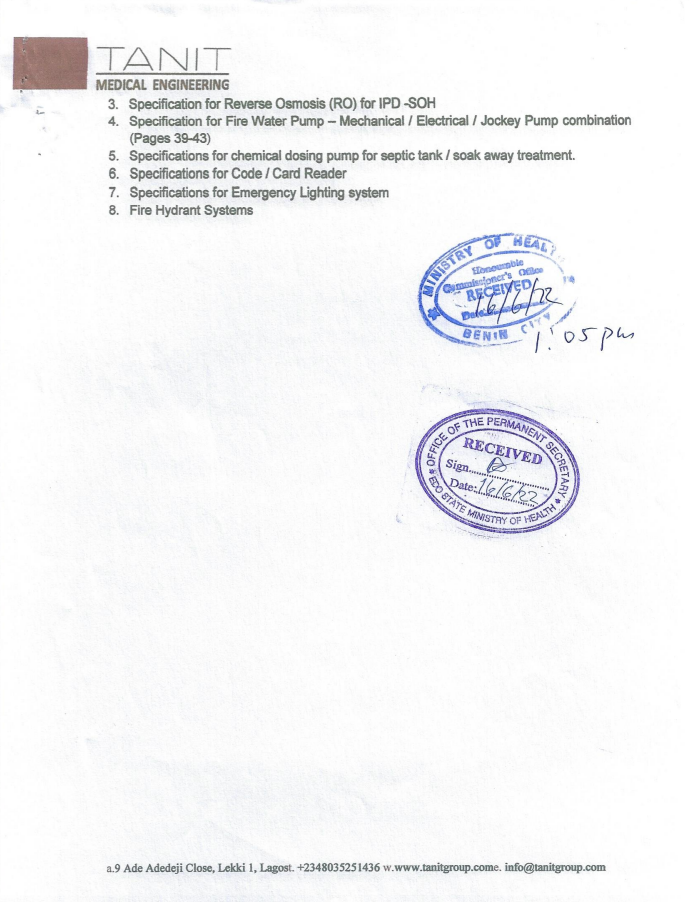 TANIT
MEDICAL ENGINEERING
3. Specification for Reverse Osmosis (RO) for IPD -SOH
4. Specification for Fire Water Pump – Mechanical / Electrical / Jockey Pump combination
(Pages 39-43)
5. Specifications for chemical dosing pump for septic tank / soak away treatment.
6. Specifications for Code / Card Reader
7. Specifications for Emergency Lighting system
8. Fire Hydrant Systems
MINISTRY OF HEALT
Honourable
Commissioner's Office
RECEIVED
Date 16/6/22
BENIN CITY
1:05 pm
OFFICE OF THE PERMANENT SECRETARY
RECEIVED
Sign
Date: 16/6/22
EDO STATE MINISTRY OF HEALTH
a.9 Ade Adedeji Close, Lekki 1, Lagost. +2348035251436 w.www.tanitgroup.come. info@tanitgroup.com